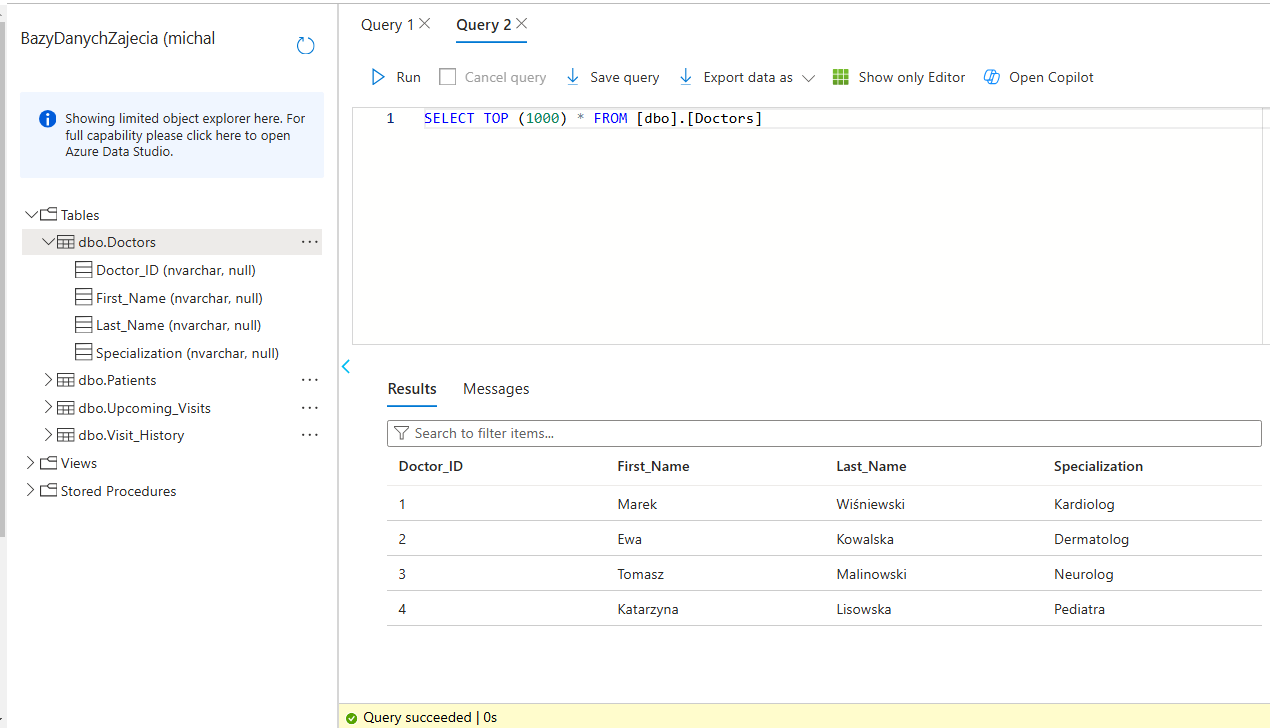 BazyDanychZajecia (michal
Showing limited object explorer here. For
full capability please click here to open
Azure Data Studio.
Tables
dbo.Doctors
Doctor_ID (nvarchar, null)
First_Name (nvarchar, null)
Last_Name (nvarchar, null)
Specialization (nvarchar, null)
dbo.Patients
dbo.Upcoming_Visits
dbo.Visit_History
Views
Stored Procedures
Query 1 Query 2
Run Cancel query Save query Export data as Show only Editor Open Copilot
1 SELECT TOP (1000) * FROM [dbo].[Doctors]
Results Messages
Search to filter items...
Doctor_ID First_Name Last_Name Specialization
1 Marek Wiśniewski Kardiolog
2 Ewa Kowalska Dermatolog
3 Tomasz Malinowski Neurolog
4 Katarzyna Lisowska Pediatra
Query succeeded | 0s